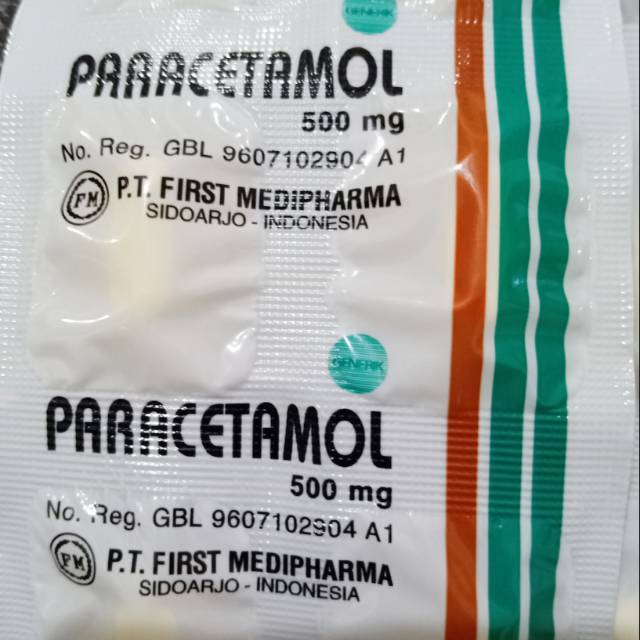 GENERIK
PARACETAMOL
500 mg
No. Reg. GBL 9607102904 A1
FM P.T. FIRST MEDIPHARMA
SIDOARJO - INDONESIA
GENERIK
PARACETAMOL
500 mg
No. Reg. GBL 9607102904 A1
FM P.T. FIRST MEDIPHARMA
SIDOARJO - INDONESIA